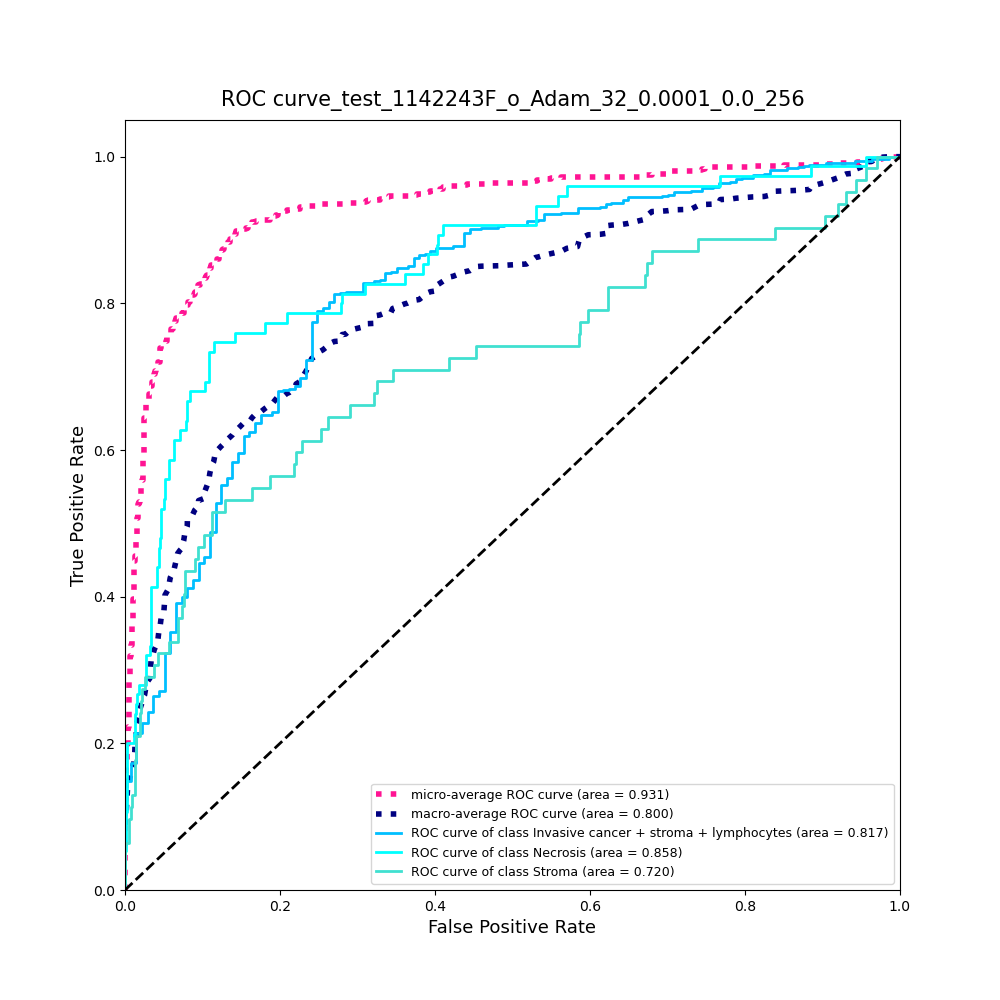 ROC curve_test_1142243F_o_Adam_32_0.0001_0.0_256
True Positive Rate
1.0
0.8
0.6
0.4
0.2
0.0
micro-average ROC curve (area = 0.931)
macro-average ROC curve (area = 0.800)
ROC curve of class Invasive cancer + stroma + lymphocytes (area = 0.817)
ROC curve of class Necrosis (area = 0.858)
ROC curve of class Stroma (area = 0.720)
0.0 0.2 0.4 0.6 0.8 1.0
False Positive Rate